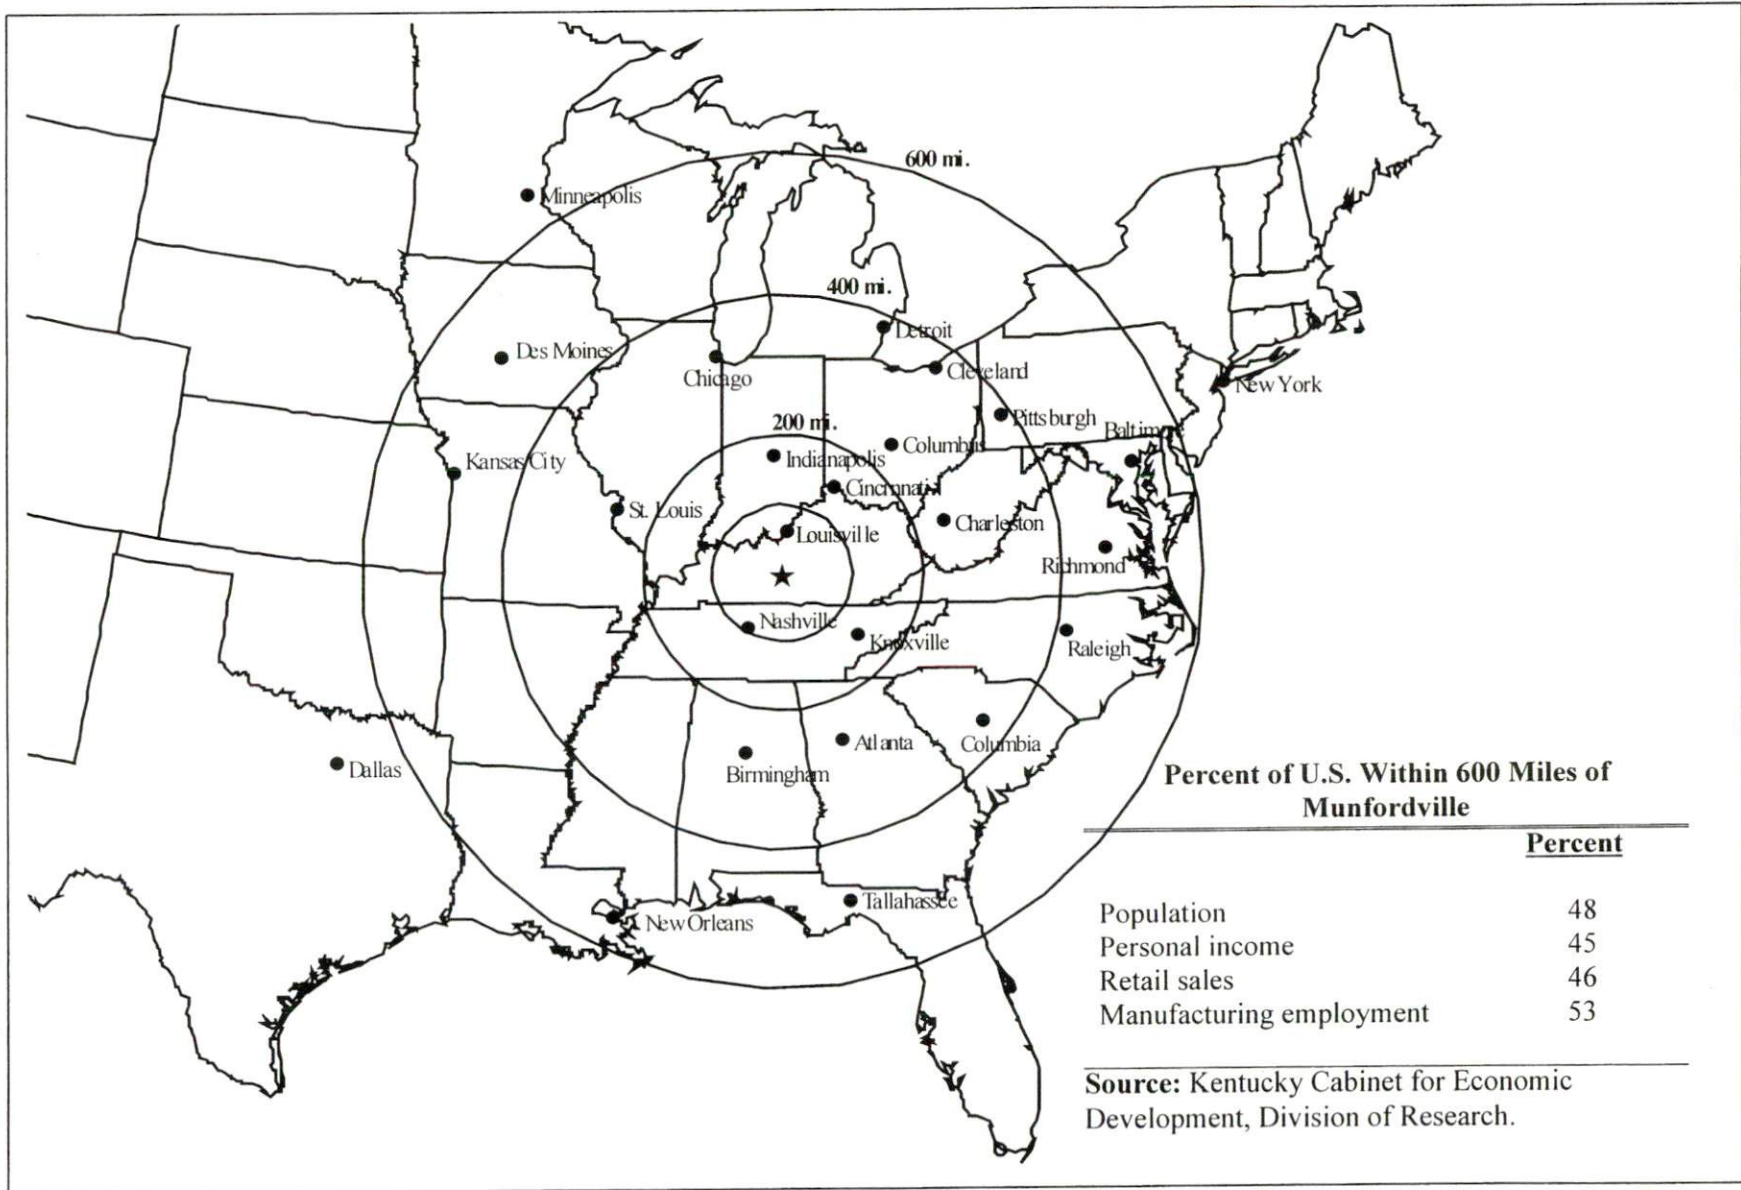 600 mi.
Minneapolis
400 mi.
Detroit
Des Moines
Chicago
Cleveland
New York
200 mi.
Pittsburgh
Baltimore
Columbus
Indianapolis
Kansas City
Cincinnati
St. Louis
Charleston
Louisville
Richmond
Nashville
Knoxville
Raleigh
Atlanta
Columbia
Dallas
Birmingham
Tallahassee
New Orleans
Percent of U.S. Within 600 Miles of
Munfordville
Percent
Population 48
Personal income 45
Retail sales 46
Manufacturing employment 53
Source: Kentucky Cabinet for Economic
Development, Division of Research.